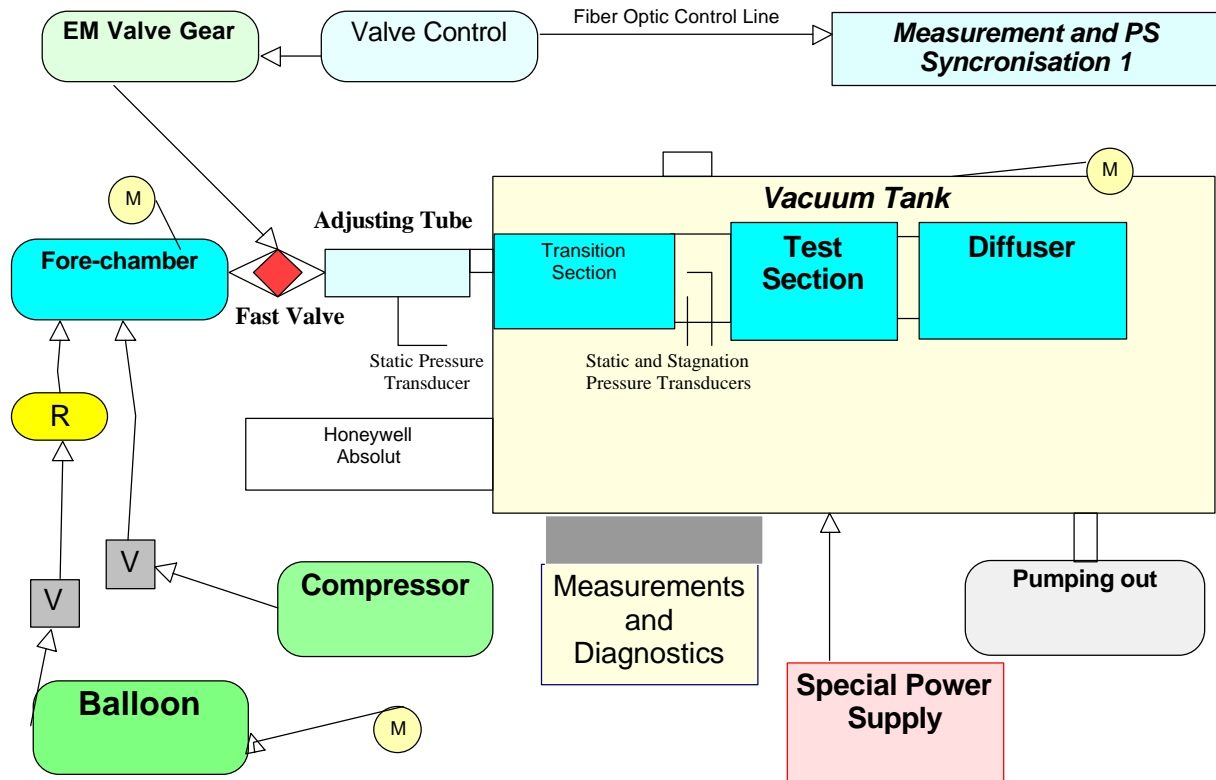 Fiber Optic Control Line
EM Valve Gear
Valve Control
Measurement and PS
Syncronisation 1
M
M
Vacuum Tank
Adjusting Tube
Fore-chamber
Transition
Section
Test
Section
Diffuser
Fast Valve
Static Pressure
Transducer
Static and Stagnation
Pressure Transducers
R
Honeywell
Absolut
V
V
Compressor
Measurements
and
Diagnostics
Pumping out
Special Power
Supply
Balloon
M